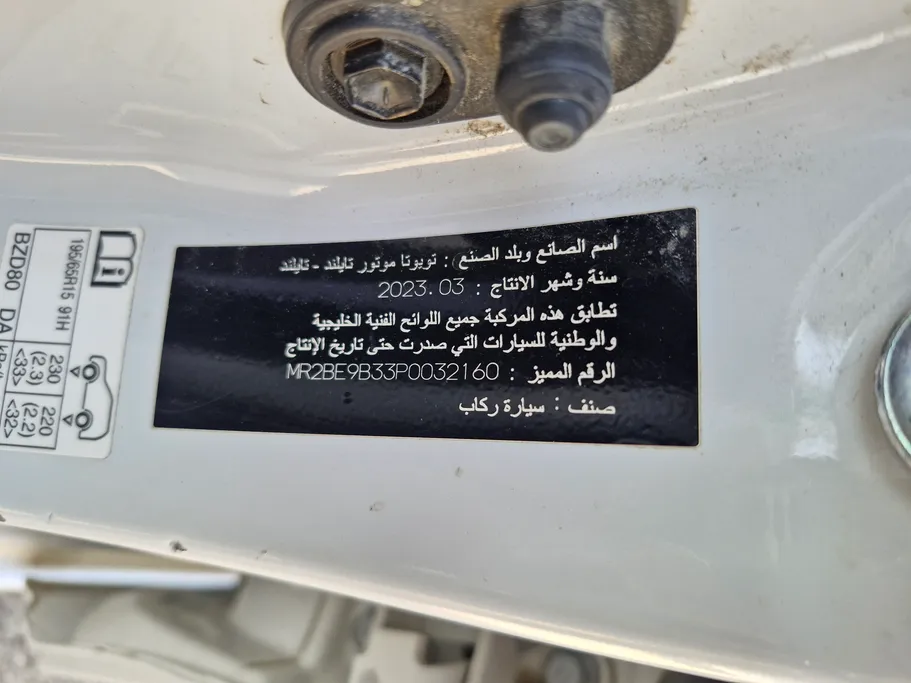 اسم الصانع وبلد الصنع : تويوتا موتور تايلند - تايلند
سنة وشهر الانتاج : 2023.03
تطابق هذه المركبة جميع اللوائح الفنية الخليجية
والوطنية للسيارات التي صدرت حتى تاريخ الإنتاج
الرقم المميز : MR2BE9B33P0032160
صنف : سيارة ركاب
195/65R15 91H
230 (2.3) <33>
220 (2.2) <32>
BZD80 DA